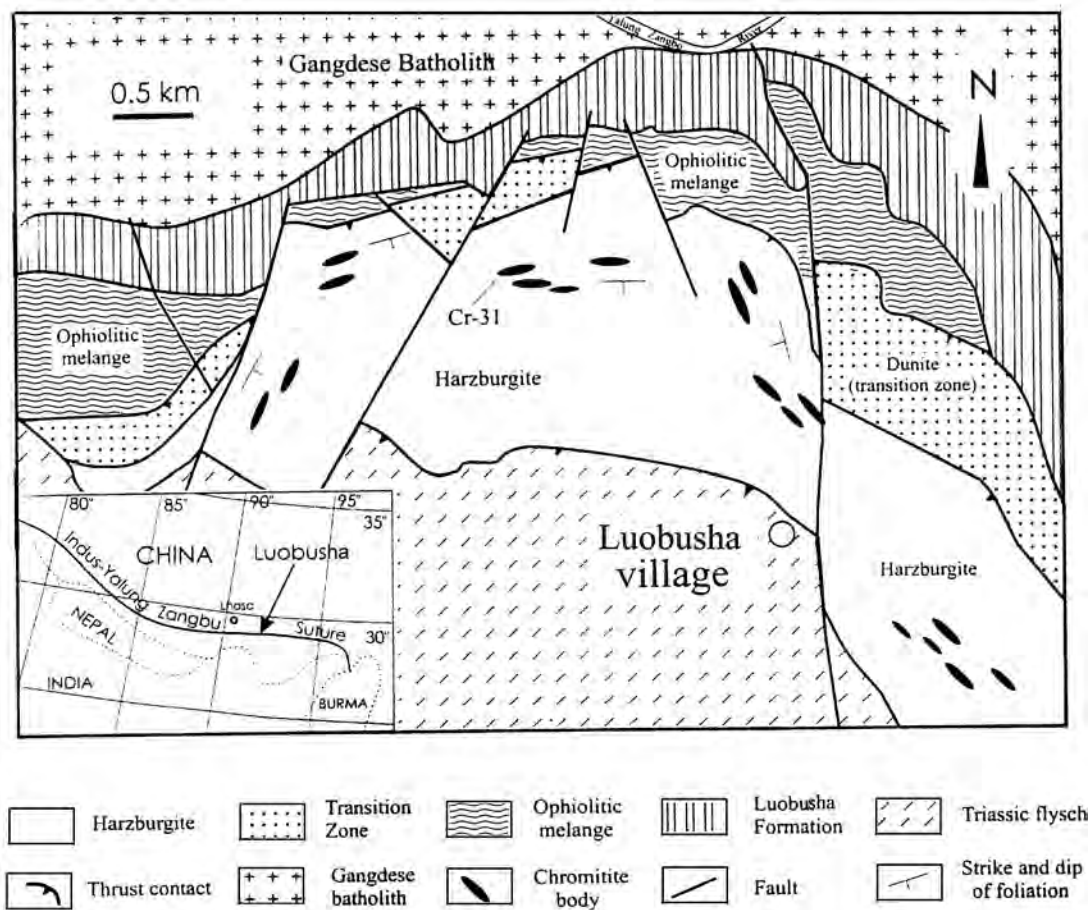 Yalung Zangbo River
Gangdese Batholith
0.5 km
N
Ophiolitic
melange
Cr-31
Ophiolitic
melange
Harzburgite
Dunite
(transition zone)
Luobusha
village
Harzburgite
80°
85°
90°
95°
35°
CHINA
Luobusha
Indus-Yalung Zangbu Suture
Lhasa
30°
NEPAL
INDIA
BURMA
Harzburgite
Transition
Zone
Ophiolitic
melange
Luobusha
Formation
Triassic flysch
Thrust contact
Gangdese
batholith
Chromitite
body
Fault
Strike and dip
of foliation